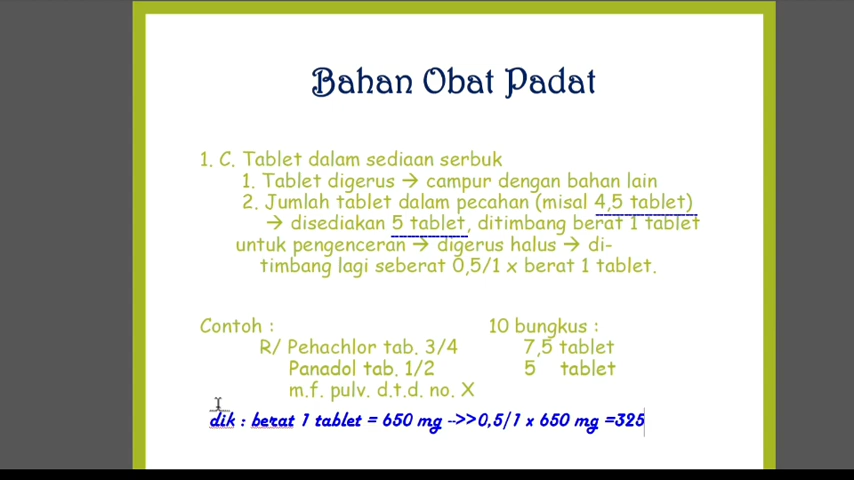 Bahan Obat Padat
1. C. Tablet dalam sediaan serbuk
1. Tablet digerus → campur dengan bahan lain
2. Jumlah tablet dalam pecahan (misal 4,5 tablet)
→ disediakan 5 tablet, ditimbang berat 1 tablet
untuk pengenceran → digerus halus → di-
timbang lagi seberat 0,5/1 x berat 1 tablet.
Contoh : 10 bungkus :
R/ Pehachlor tab. 3/4 7,5 tablet
Panadol tab. 1/2 5 tablet
m.f. pulv. d.t.d. no. X
dik : berat 1 tablet = 650 mg -->>0,5/1 x 650 mg =325